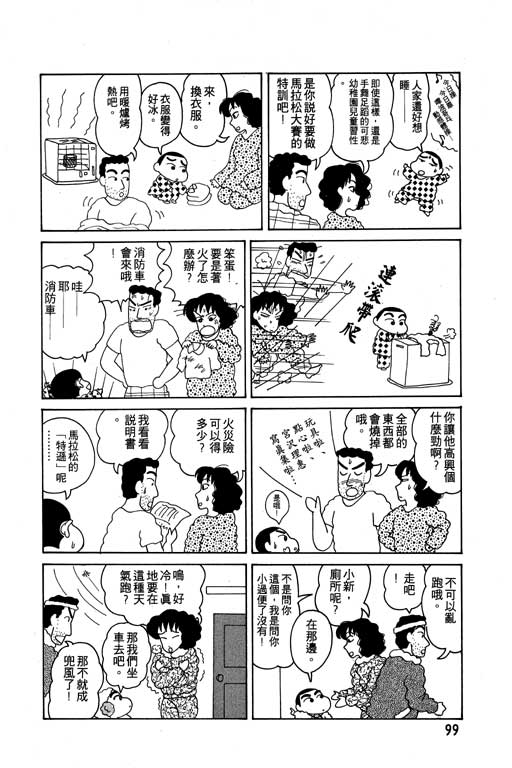 人家還好想
睡──
即使這樣，還是
手舞足蹈的可悲
幼稚園兒童習性
是你說好要做
馬拉松大賽的
特訓吧！
來，
換衣服。
衣服變得
好冰。
用暖爐烤
熱吧。
連滾帶爬
笨蛋！
要是著
火了怎
麼辦？
消防車
會來哦
！
哇──
耶──
消防車
你讓他高興個
什麼勁啊？
全部的
東西都
會燒掉
哦。
玩具啦、
點心啦、
宮沢理惠
寫真集啦…
是哦！
火災險
可以得
多少？
我看看
說明書
。
馬拉松的
「特遜」呢
不可以亂
跑哦。
走吧
！
小新，
廁所呢？
在那邊。
不是問你
這個，我是問你
小過便了沒有！
嗚，好
冷！真
地要在
這種天
氣跑？
那我們坐
車去吧。
那不就成
兜風了！
99